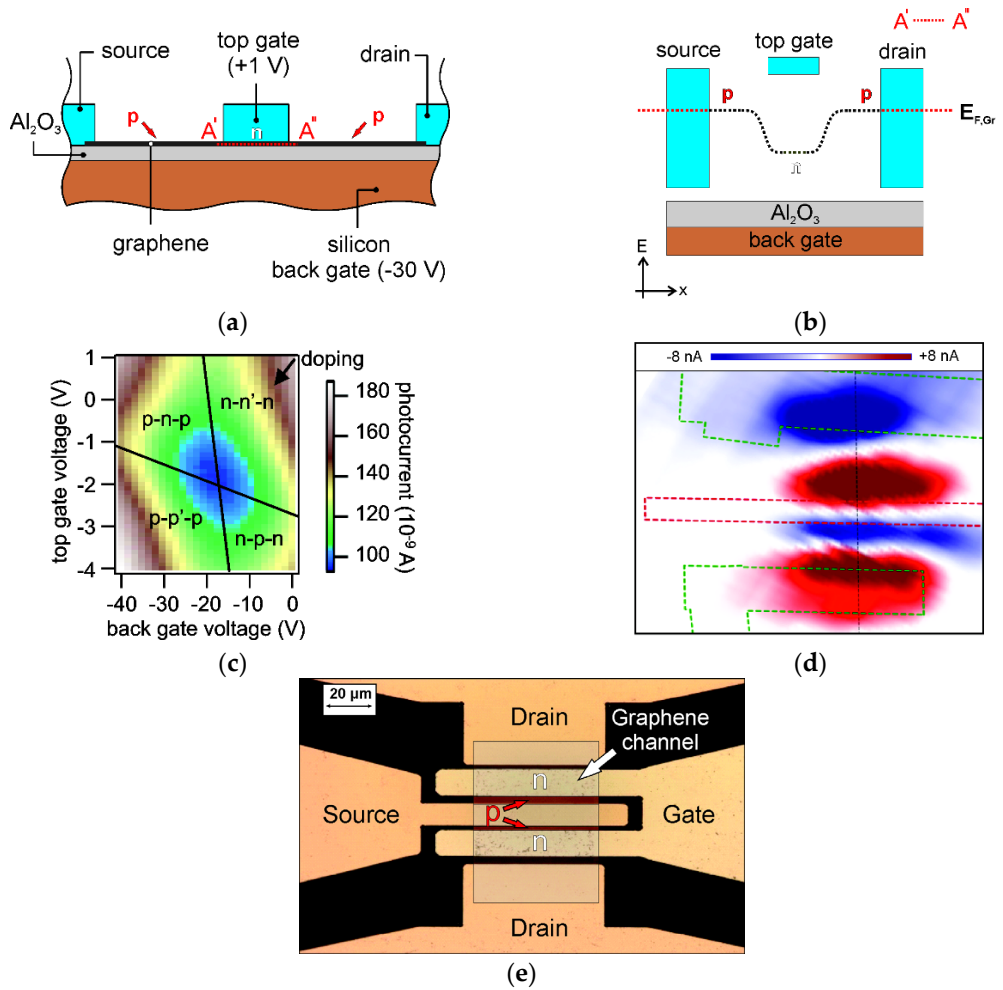 (a)
source
top gate
(+1 V)
drain
Al₂O₃
p
A'
n
A"
p
graphene
silicon
back gate (-30 V)
(b)
A' A"
source
top gate
drain
p
p
E_F,Gr
n
Al₂O₃
back gate
E
x
(c)
doping
top gate voltage (V)
1
0
-1
-2
-3
-4
p-n-p
n-n'-n
p-p'-p
n-p-n
-40 -30 -20 -10 0
back gate voltage (V)
180
160
140
120
100
photocurrent (10⁻⁹ A)
(d)
-8 nA
+8 nA
(e)
20 µm
Drain
Graphene
channel
n
Source
p
Gate
n
Drain